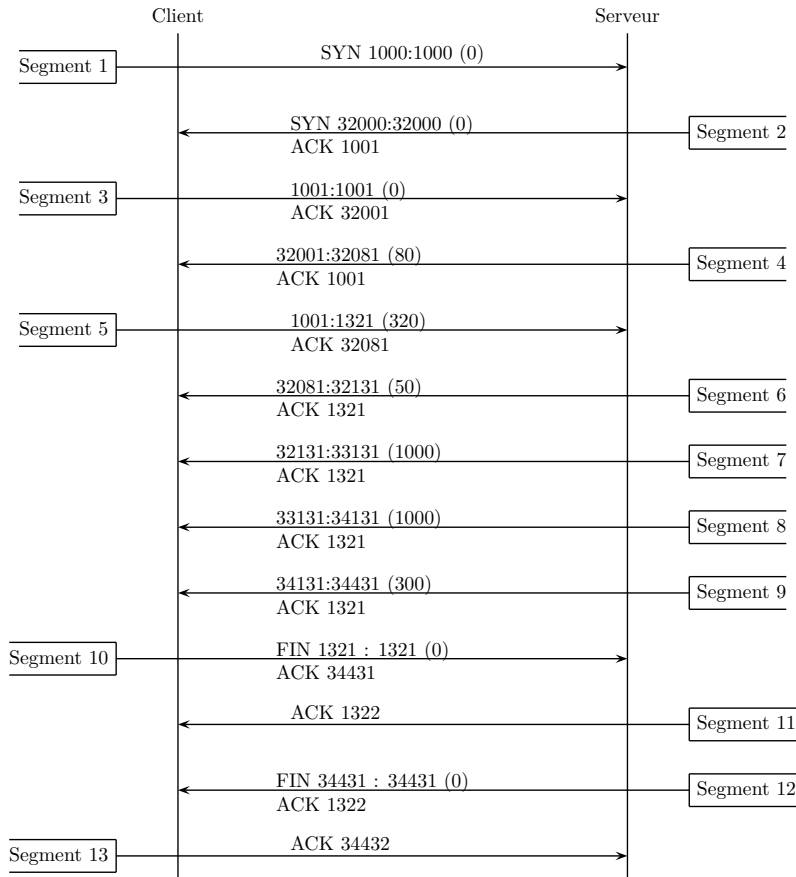 Client
Serveur
Segment 1
SYN 1000:1000 (0)
SYN 32000:32000 (0)
ACK 1001
Segment 2
Segment 3
1001:1001 (0)
ACK 32001
32001:32081 (80)
ACK 1001
Segment 4
Segment 5
1001:1321 (320)
ACK 32081
32081:32131 (50)
ACK 1321
Segment 6
32131:33131 (1000)
ACK 1321
Segment 7
33131:34131 (1000)
ACK 1321
Segment 8
34131:34431 (300)
ACK 1321
Segment 9
Segment 10
FIN 1321 : 1321 (0)
ACK 34431
ACK 1322
Segment 11
FIN 34431 : 34431 (0)
ACK 1322
Segment 12
Segment 13
ACK 34432